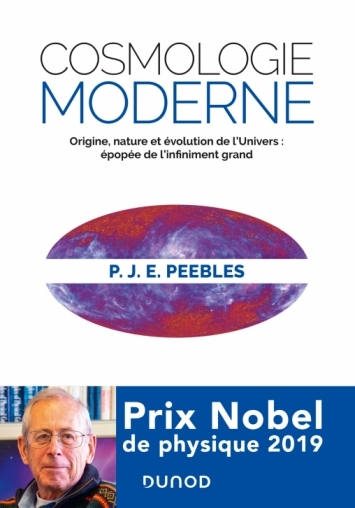 COSMOLOGIE
MODERNE
Origine, nature et évolution de l'Univers :
épopée de l'infiniment grand
P. J. E. PEEBLES
Prix Nobel
de physique 2019
DUNOD